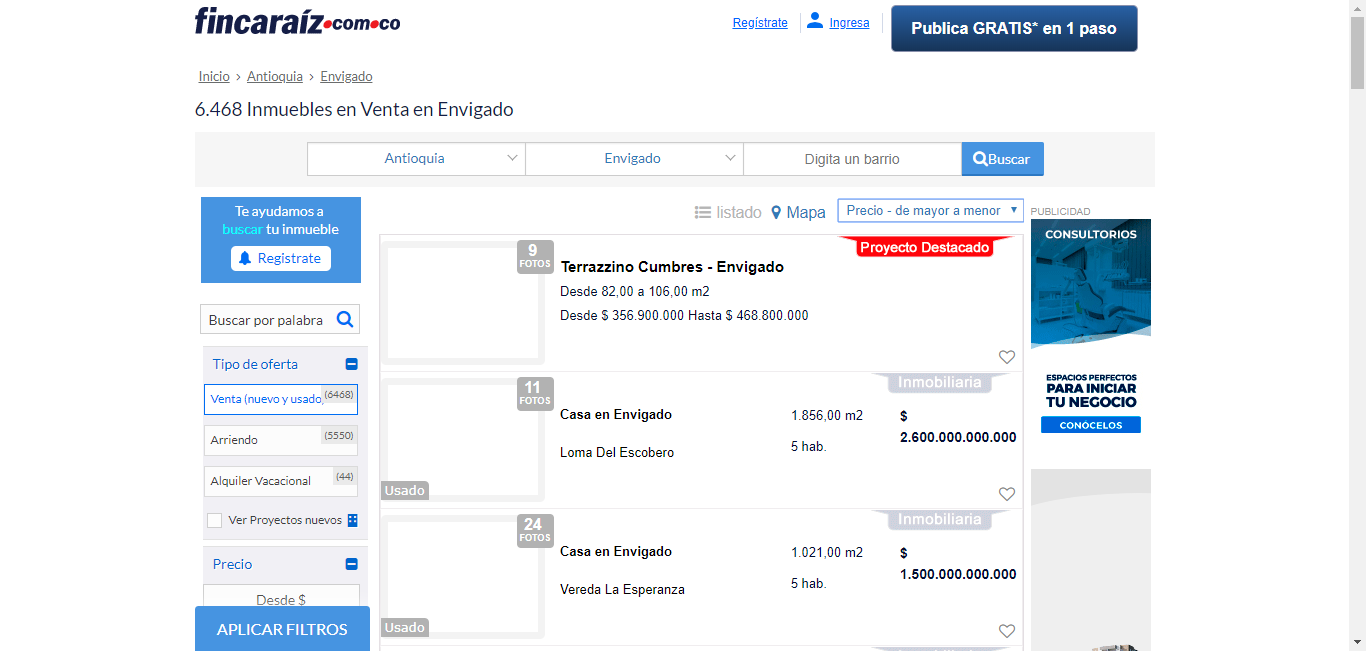 fincaraíz.com.co
Regístrate
Ingresa
Publica GRATIS* en 1 paso
Inicio › Antioquia › Envigado
6.468 Inmuebles en Venta en Envigado
Antioquia
Envigado
Digita un barrio
Buscar
Te ayudamos a
buscar tu inmueble
Registrate
Buscar por palabra
Tipo de oferta
Venta (nuevo y usado)
(6468)
Arriendo
(5550)
Alquiler Vacacional
(44)
Ver Proyectos nuevos
Precio
Desde $
APLICAR FILTROS
listado
Mapa
Precio - de mayor a menor
9
FOTOS
Proyecto Destacado
Terrazzino Cumbres - Envigado
Desde 82,00 a 106,00 m2
Desde $ 356.900.000 Hasta $ 468.800.000
11
FOTOS
Usado
Inmobiliaria
Casa en Envigado
Loma Del Escobero
1.856,00 m2
5 hab.
$
2.600.000.000.000
24
FOTOS
Usado
Inmobiliaria
Casa en Envigado
Vereda La Esperanza
1.021,00 m2
5 hab.
$
1.500.000.000.000
Inmobiliaria
PUBLICIDAD
CONSULTORIOS
ESPACIOS PERFECTOS
PARA INICIAR
TU NEGOCIO
CONÓCELOS